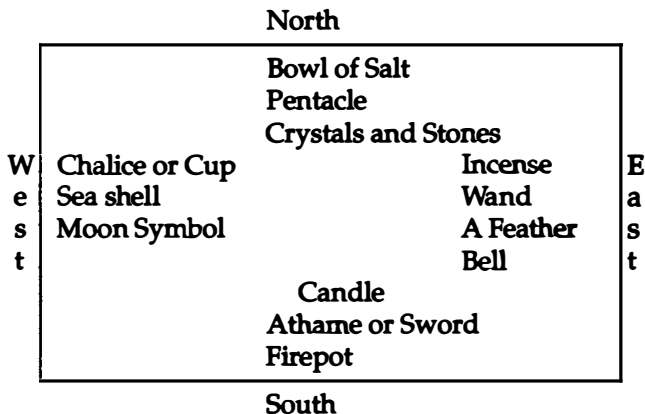 North
Bowl of Salt
Pentacle
Crystals and Stones
W Chalice or Cup Incense E
e Sea shell Wand a
s Moon Symbol A Feather s
t Bell t
Candle
Athame or Sword
Firepot
South